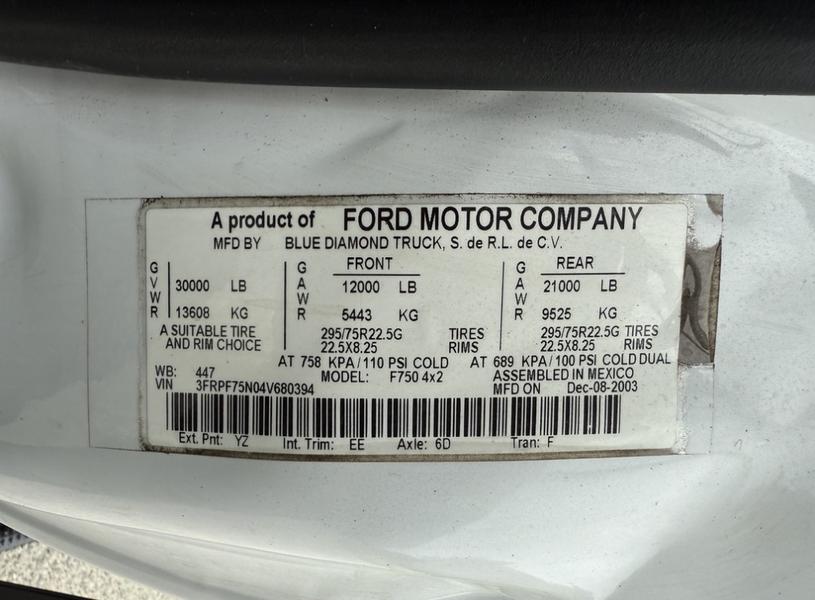 A product of FORD MOTOR COMPANY
MFD BY BLUE DIAMOND TRUCK, S. de R.L. de C.V.
GVWR 30000 LB 13608 KG
FRONT GAWR 12000 LB 5443 KG
REAR GAWR 21000 LB 9525 KG
A SUITABLE TIRE 295/75R22.5G TIRES 295/75R22.5G TIRES
AND RIM CHOICE 22.5X8.25 RIMS 22.5X8.25 RIMS
AT 758 KPA/110 PSI COLD AT 689 KPA/100 PSI COLD DUAL
WB: 447 MODEL: F750 4x2 ASSEMBLED IN MEXICO
VIN 3FRPF75N04V680394 MFD ON Dec-08-2003
Ext. Pnt: YZ Int. Trim: EE Axle: 6D Tran: F